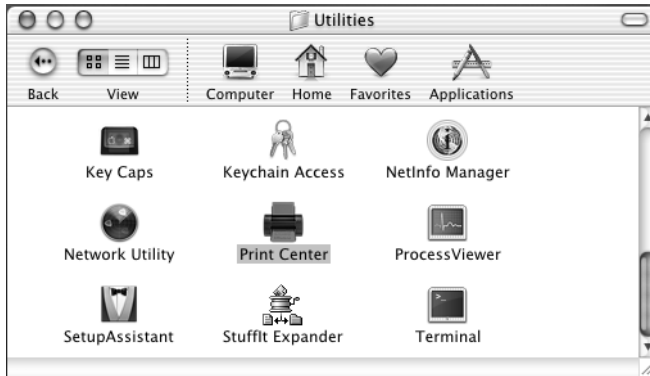 Utilities
Back
View
Computer
Home
Favorites
Applications
Key Caps
Keychain Access
NetInfo Manager
Network Utility
Print Center
ProcessViewer
SetupAssistant
StuffIt Expander
Terminal